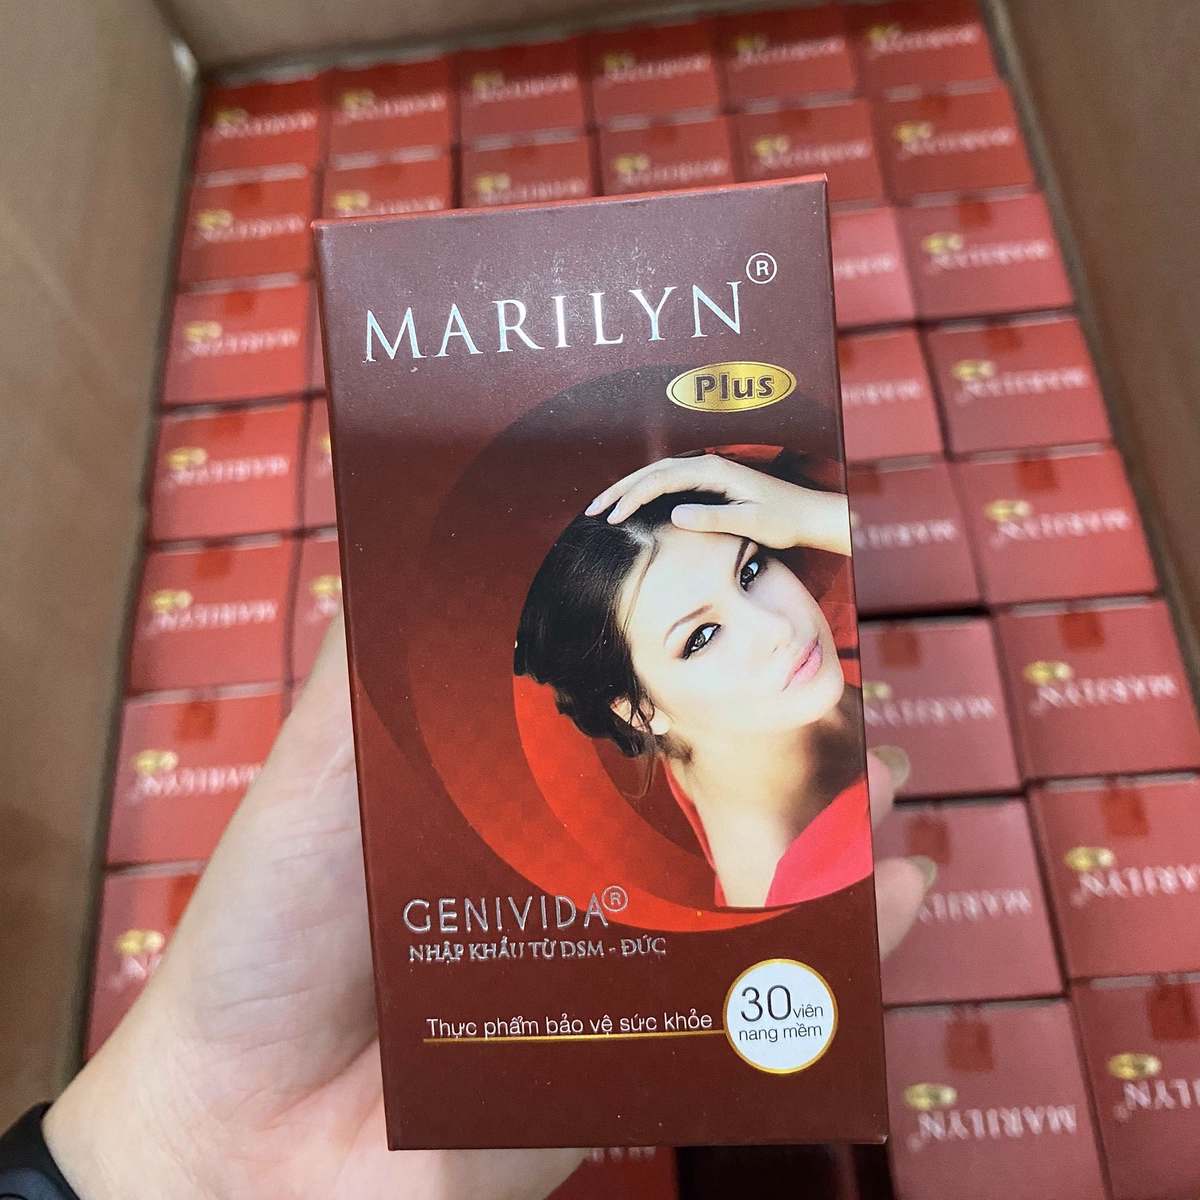 MARILYN®
Plus
GENIVIDA®
NHẬP KHẨU TỪ DSM - ĐỨC
Thực phẩm bảo vệ sức khỏe
30 viên
nang mềm